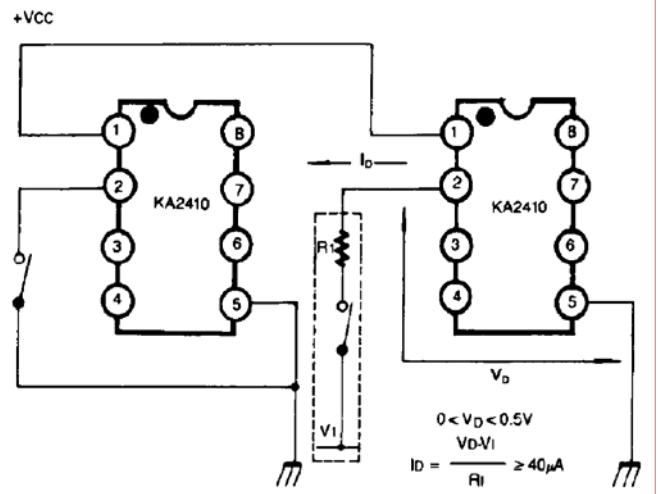 +VCC
1
8
2
7
3
6
4
5
KA2410
1
8
2
7
3
6
4
5
KA2410
ID
R1
V1
VD
0 < VD < 0.5V
VD-VI
ID = ≥ 40μA
RI